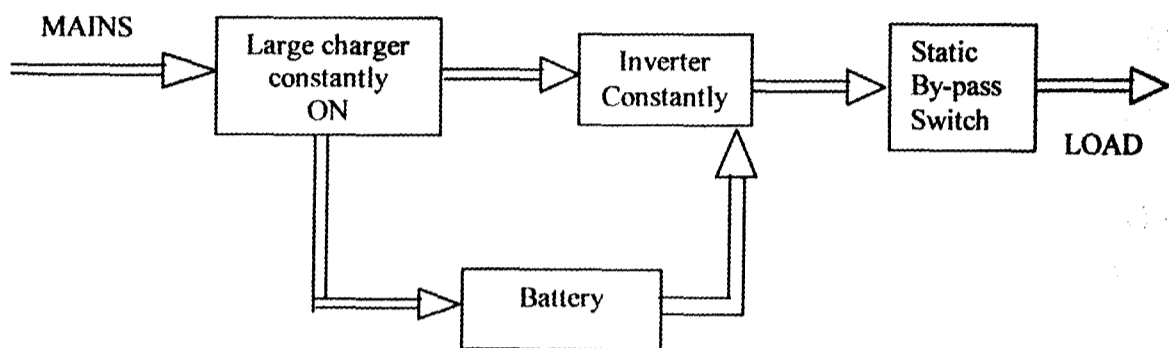 MAINS
Large charger
constantly
ON
Inverter
Constantly
Static
By-pass
Switch
LOAD
Battery